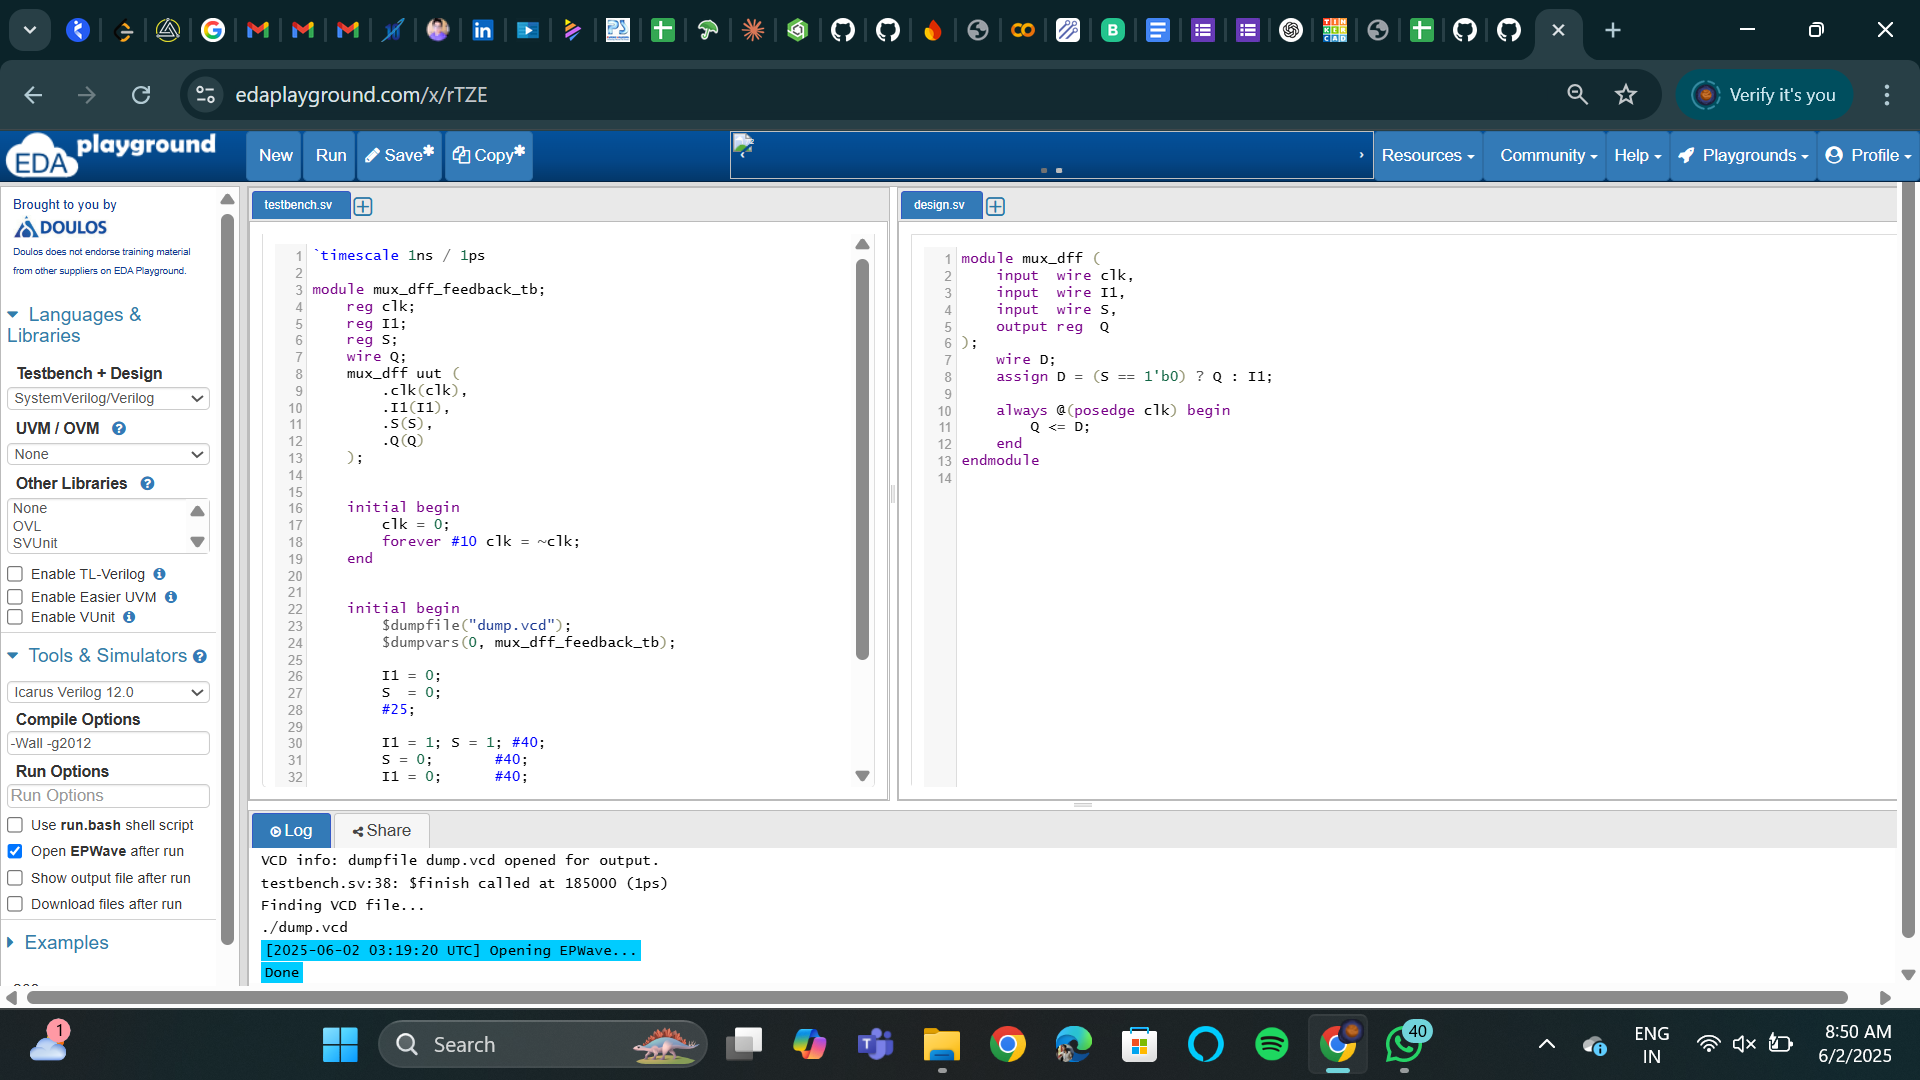 edaplayground.com/x/rTZE
Verify it's you
EDA playground
New
Run
Save*
Copy*
Resources
Community
Help
Playgrounds
Profile
Brought to you by
DOULOS
Doulos does not endorse training material
from other suppliers on EDA Playground.
Languages &
Libraries
Testbench + Design
SystemVerilog/Verilog
UVM / OVM
None
Other Libraries
None
OVL
SVUnit
Enable TL-Verilog
Enable Easier UVM
Enable VUnit
Tools & Simulators
Icarus Verilog 12.0
Compile Options
-Wall -g2012
Run Options
Run Options
Use run.bash shell script
Open EPWave after run
Show output file after run
Download files after run
Examples
testbench.sv
1 `timescale 1ns / 1ps
2
3 module mux_dff_feedback_tb;
4 reg clk;
5 reg I1;
6 reg S;
7 wire Q;
8 mux_dff uut (
9 .clk(clk),
10 .I1(I1),
11 .S(S),
12 .Q(Q)
13 );
14
15
16 initial begin
17 clk = 0;
18 forever #10 clk = ~clk;
19 end
20
21
22 initial begin
23 $dumpfile("dump.vcd");
24 $dumpvars(0, mux_dff_feedback_tb);
25
26 I1 = 0;
27 S  = 0;
28 #25;
29
30 I1 = 1; S = 1; #40;
31 S = 0; #40;
32 I1 = 0; #40;
design.sv
1 module mux_dff (
2 input  wire clk,
3 input  wire I1,
4 input  wire S,
5 output reg  Q
6 );
7 wire D;
8 assign D = (S == 1'b0) ? Q : I1;
9
10 always @(posedge clk) begin
11 Q <= D;
12 end
13 endmodule
14
Log
Share
VCD info: dumpfile dump.vcd opened for output.
testbench.sv:38: $finish called at 185000 (1ps)
Finding VCD file...
./dump.vcd
[2025-06-02 03:19:20 UTC] Opening EPWave...
Done
1
Search
40
ENG
IN
8:50 AM
6/2/2025